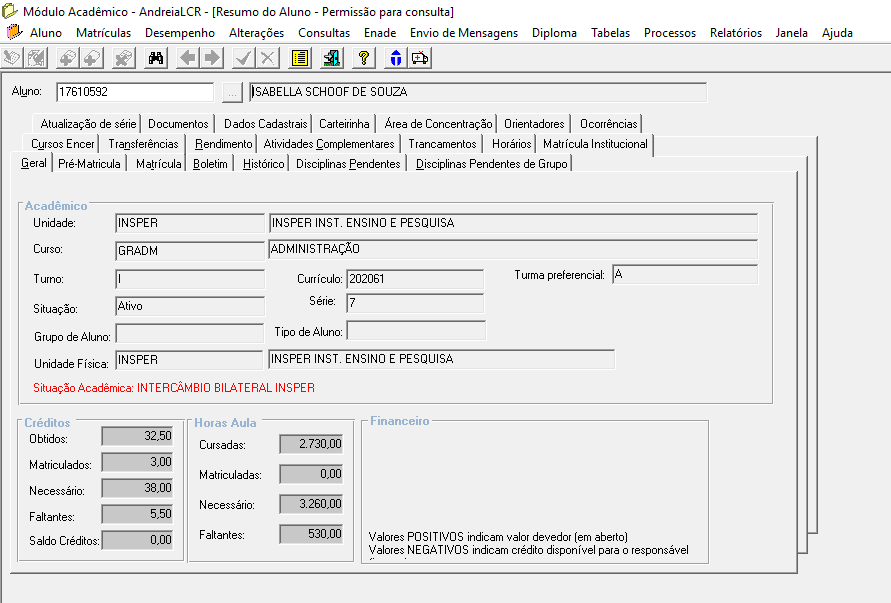 Módulo Acadêmico - AndreiaLCR - [Resumo do Aluno - Permissão para consulta]
Aluno Matrículas Desempenho Alterações Consultas Enade Envio de Mensagens Diploma Tabelas Processos Relatórios Janela Ajuda
Aluno: 17610592 ... ISABELLA SCHOOF DE SOUZA
Atualização de série Documentos Dados Cadastrais Carteirinha Área de Concentração Orientadores Ocorrências
Cursos Encer Transferências Rendimento Atividades Complementares Trancamentos Horários Matrícula Institucional
Geral Pré-Matricula Matrícula Boletim Histórico Disciplinas Pendentes Disciplinas Pendentes de Grupo
Acadêmico
Unidade: INSPER INSPER INST. ENSINO E PESQUISA
Curso: GRADM ADMINISTRAÇÃO
Turno: I Currículo: 202061 Turma preferencial: A
Situação: Ativo Série: 7
Grupo de Aluno: Tipo de Aluno:
Unidade Física: INSPER INSPER INST. ENSINO E PESQUISA
Situação Acadêmica: INTERCÂMBIO BILATERAL INSPER
Créditos
Obtidos: 32,50
Matriculados: 3,00
Necessário: 38,00
Faltantes: 5,50
Saldo Créditos: 0,00
Horas Aula
Cursadas: 2.730,00
Matriculadas: 0,00
Necessário: 3.260,00
Faltantes: 530,00
Financeiro
Valores POSITIVOS indicam valor devedor (em aberto)
Valores NEGATIVOS indicam crédito disponível para o responsável